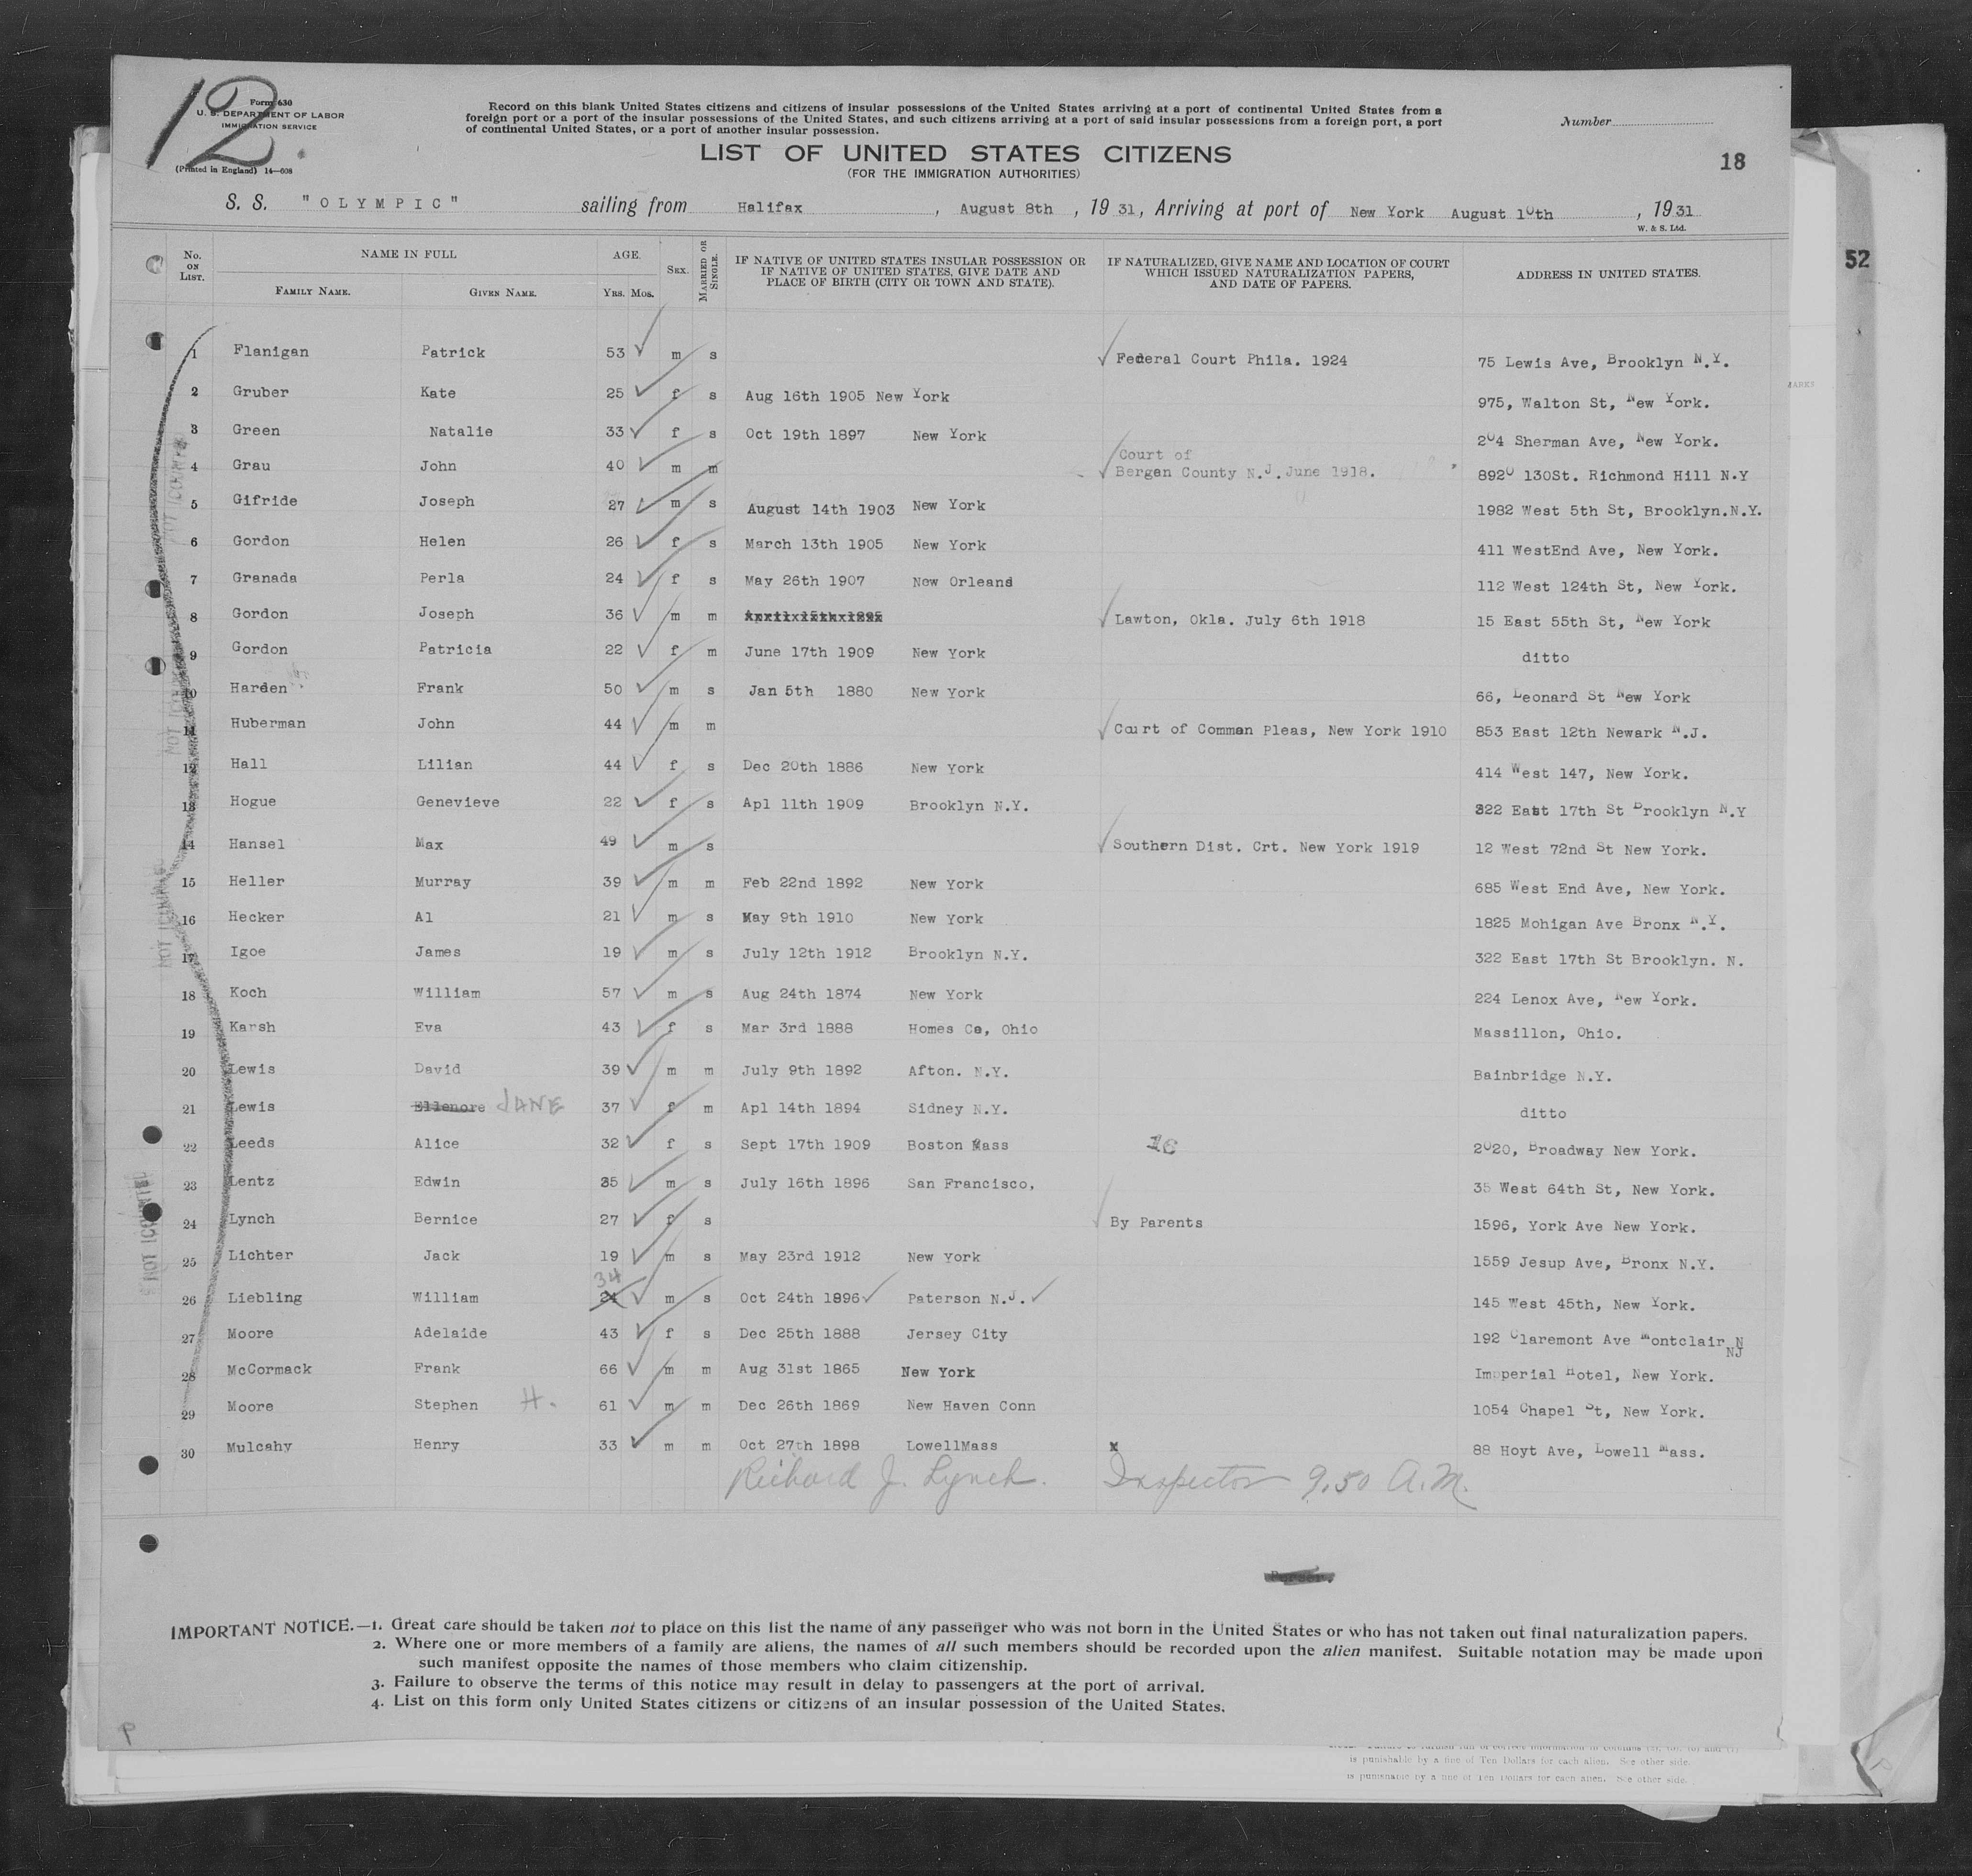 12.
Form 630
U. S. DEPARTMENT OF LABOR
IMMIGRATION SERVICE
(Printed in England) 14—608
Record on this blank United States citizens and citizens of insular possessions of the United States arriving at a port of continental United States from a
foreign port or a port of the insular possessions of the United States, and such citizens arriving at a port of said insular possessions from a foreign port, a port
of continental United States, or a port of another insular possession.
Number
LIST OF UNITED STATES CITIZENS
(FOR THE IMMIGRATION AUTHORITIES)
18
S. S. "OLYMPIC" sailing from Halifax, August 8th, 1931, Arriving at port of New York August 10th, 1931
W. & S. Ltd.
52
No. ON LIST. NAME IN FULL AGE. SEX. MARRIED OR SINGLE. IF NATIVE OF UNITED STATES INSULAR POSSESSION OR IF NATIVE OF UNITED STATES, GIVE DATE AND PLACE OF BIRTH (CITY OR TOWN AND STATE). IF NATURALIZED, GIVE NAME AND LOCATION OF COURT WHICH ISSUED NATURALIZATION PAPERS, AND DATE OF PAPERS. ADDRESS IN UNITED STATES.
FAMILY NAME. GIVEN NAME. YRS. MOS.
1 Flanigan Patrick 53 m s Federal Court Phila. 1924 75 Lewis Ave, Brooklyn N.Y.
2 Gruber Kate 25 f s Aug 16th 1905 New York 975, Walton St, New York.
3 Green Natalie 33 f s Oct 19th 1897 New York 204 Sherman Ave, New York.
4 Grau John 40 m m Court of Bergen County N.J. June 1918. 8920 130St. Richmond Hill N.Y
5 Gifride Joseph 27 m s August 14th 1903 New York 1982 West 5th St, Brooklyn.N.Y.
6 Gordon Helen 26 f s March 13th 1905 New York 411 WestEnd Ave, New York.
7 Granada Perla 24 f s May 26th 1907 New Orleand 112 West 124th St, New York.
8 Gordon Joseph 36 m m Aprilx15thx1895 Lawton, Okla. July 6th 1918 15 East 55th St, New York
9 Gordon Patricia 22 f m June 17th 1909 New York ditto
10 Harden Frank 50 m s Jan 5th 1880 New York 66, Leonard St New York
11 Huberman John 44 m m Court of Comman Pleas, New York 1910 853 East 12th Newark N.J.
12 Hall Lilian 44 f s Dec 20th 1886 New York 414 West 147, New York.
13 Hogue Genevieve 22 f s Apl 11th 1909 Brooklyn N.Y. 322 East 17th St Brooklyn N.Y
14 Hansel Max 49 m s Southern Dist. Crt. New York 1919 12 West 72nd St New York.
15 Heller Murray 39 m m Feb 22nd 1892 New York 685 West End Ave, New York.
16 Hecker Al 21 m s May 9th 1910 New York 1825 Mohigan Ave Bronx N.Y.
17 Igoe James 19 m s July 12th 1912 Brooklyn N.Y. 322 East 17th St Brooklyn. N.
18 Koch William 57 m s Aug 24th 1874 New York 224 Lenox Ave, New York.
19 Karsh Eva 43 f s Mar 3rd 1888 Homes Co, Ohio Massillon, Ohio.
20 Lewis David 39 m m July 9th 1892 Afton. N.Y. Bainbridge N.Y.
21 Lewis Ellenore JANE 37 f m Apl 14th 1894 Sidney N.Y. ditto
22 Leeds Alice 32 f s Sept 17th 1909 Boston Mass 16 2020, Broadway New York.
23 Lentz Edwin 35 m s July 16th 1896 San Francisco, 35 West 64th St, New York.
24 Lynch Bernice 27 f s By Parents 1596, York Ave New York.
25 Lichter Jack 19 m s May 23rd 1912 New York 1559 Jesup Ave, Bronx N.Y.
26 Liebling William 34 24 m s Oct 24th 1896 Paterson N.J. 145 West 45th, New York.
27 Moore Adelaide 43 f s Dec 25th 1888 Jersey City 192 Claremont Ave Montclair N NJ
28 McCormack Frank 66 m m Aug 31st 1865 New York Impperial Hotel, New York.
29 Moore Stephen H. 61 m m Dec 26th 1869 New Haven Conn 1054 Chapel St, New York.
30 Mulcahy Henry 33 m m Oct 27th 1898 LowellMass x 88 Hoyt Ave, Lowell Mass.
Richard J. Lynch. Inspector 9.50 A.M.
Purser.
IMPORTANT NOTICE.—1. Great care should be taken not to place on this list the name of any passenger who was not born in the United States or who has not taken out final naturalization papers.
2. Where one or more members of a family are aliens, the names of all such members should be recorded upon the alien manifest. Suitable notation may be made upon
such manifest opposite the names of those members who claim citizenship.
3. Failure to observe the terms of this notice may result in delay to passengers at the port of arrival.
4. List on this form only United States citizens or citizens of an insular possession of the United States.
P
is punishable by a fine of Ten Dollars for each alien. See other side.
is punishable by a fine of Ten Dollars for each alien. See other side.